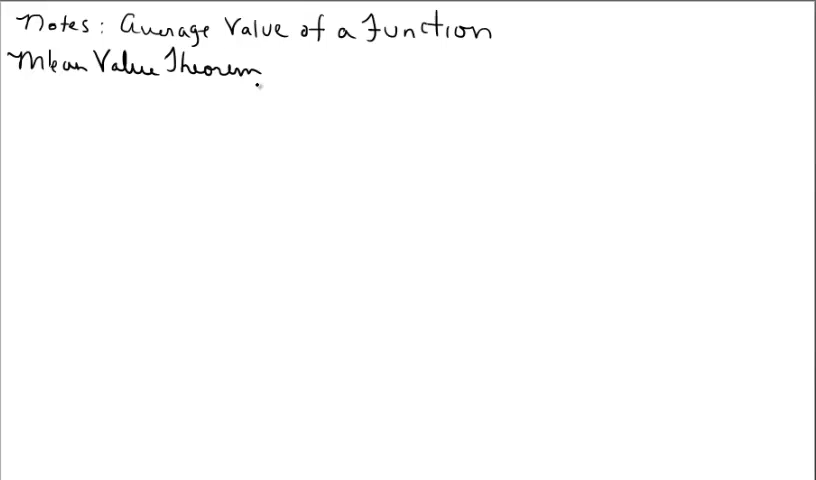 Notes: Average Value of a Function
Mean Value Theorem